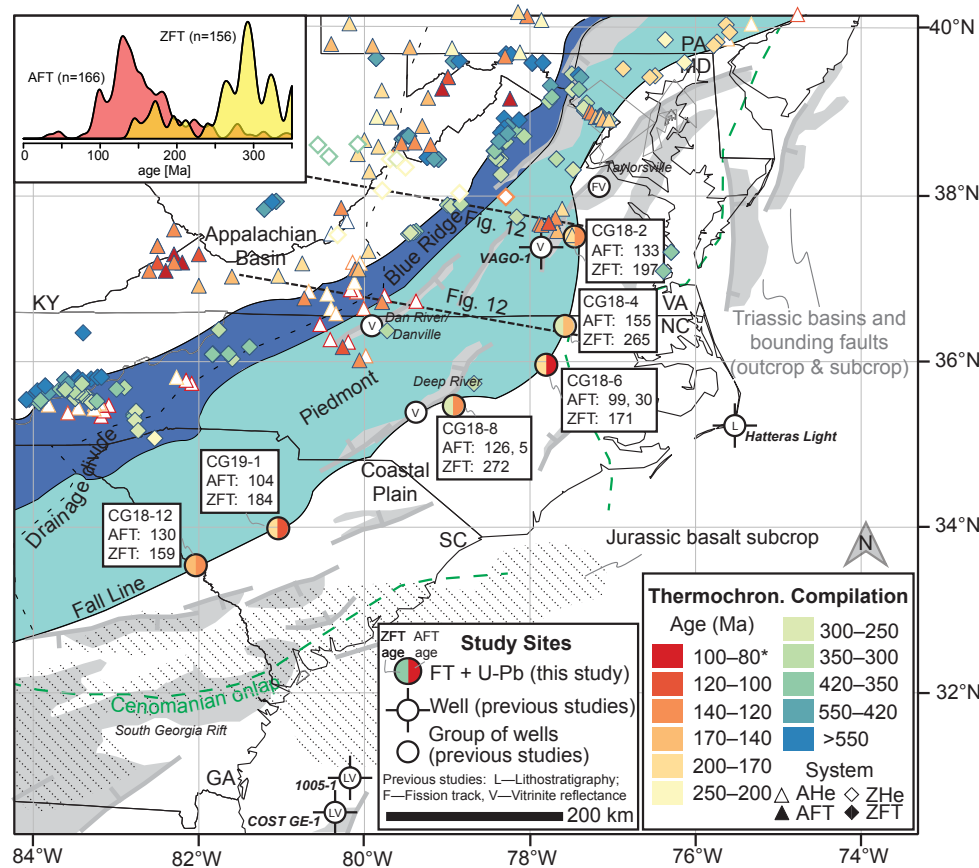 ZFT (n=156)
AFT (n=166)
0 100 200 300
age [Ma]
40°N
PA
MD
Taylorsville
FV
38°N
Appalachian
Basin
Blue Ridge
Fig. 12
V
VAGO-1
CG18-2
AFT: 133
ZFT: 197
KY
Fig. 12
VA
NC
Dan River/
Danville
V
CG18-4
AFT: 155
ZFT: 265
Triassic basins and
bounding faults
(outcrop & subcrop)
36°N
Piedmont
Deep River
CG18-6
AFT: 99, 30
ZFT: 171
V
CG18-8
AFT: 126, 5
ZFT: 272
L
Hatteras Light
Drainage divide
CG19-1
AFT: 104
ZFT: 184
Coastal
Plain
CG18-12
AFT: 130
ZFT: 159
SC
Jurassic basalt subcrop
34°N
N
Fall Line
Cenomanian onlap
South Georgia Rift
32°N
GA
1005-1
LV
COST GE-1
LV
ZFT AFT
age age
Study Sites
FT + U-Pb (this study)
Well (previous studies)
Group of wells
(previous studies)
Previous studies: L—Lithostratigraphy;
F—Fission track, V—Vitrinite reflectance
200 km
Thermochron. Compilation
Age (Ma)
100–80*
120–100
140–120
170–140
200–170
250–200
300–250
350–300
420–350
550–420
>550
System
AHe ZHe
AFT ZFT
84°W 82°W 80°W 78°W 76°W 74°W